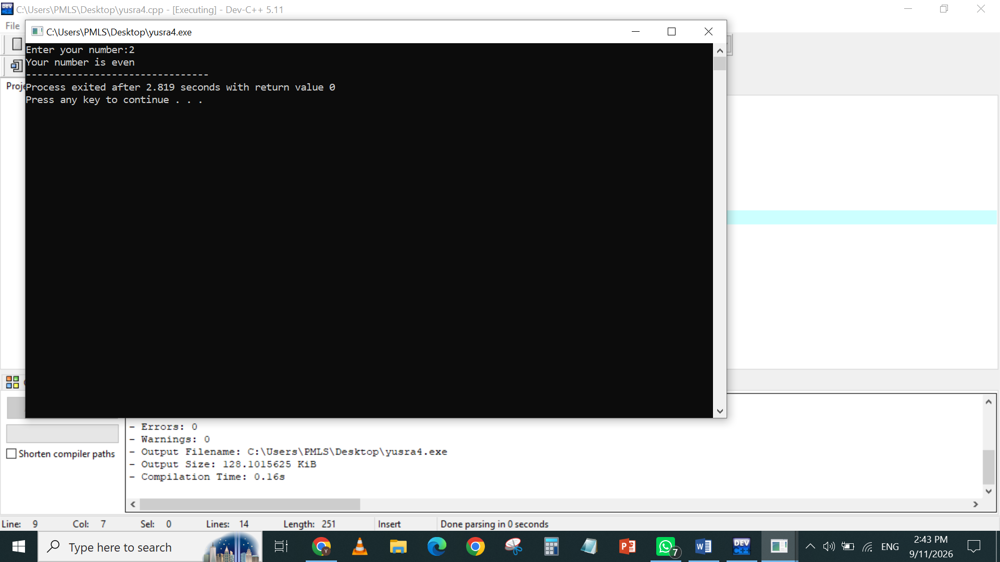 C:\Users\PMLS\Desktop\yusra4.cpp - [Executing] - Dev-C++ 5.11
File
C:\Users\PMLS\Desktop\yusra4.exe
Enter your number:2
Your number is even
--------------------------------
Process exited after 2.819 seconds with return value 0
Press any key to continue . . .
- Errors: 0
- Warnings: 0
- Output Filename: C:\Users\PMLS\Desktop\yusra4.exe
- Output Size: 128.1015625 KiB
- Compilation Time: 0.16s
Shorten compiler paths
Line: 9 Col: 7 Sel: 0 Lines: 14 Length: 251 Insert Done parsing in 0 seconds
Type here to search
Y
7
DEV
C++
ENG
2:43 PM
9/11/2026